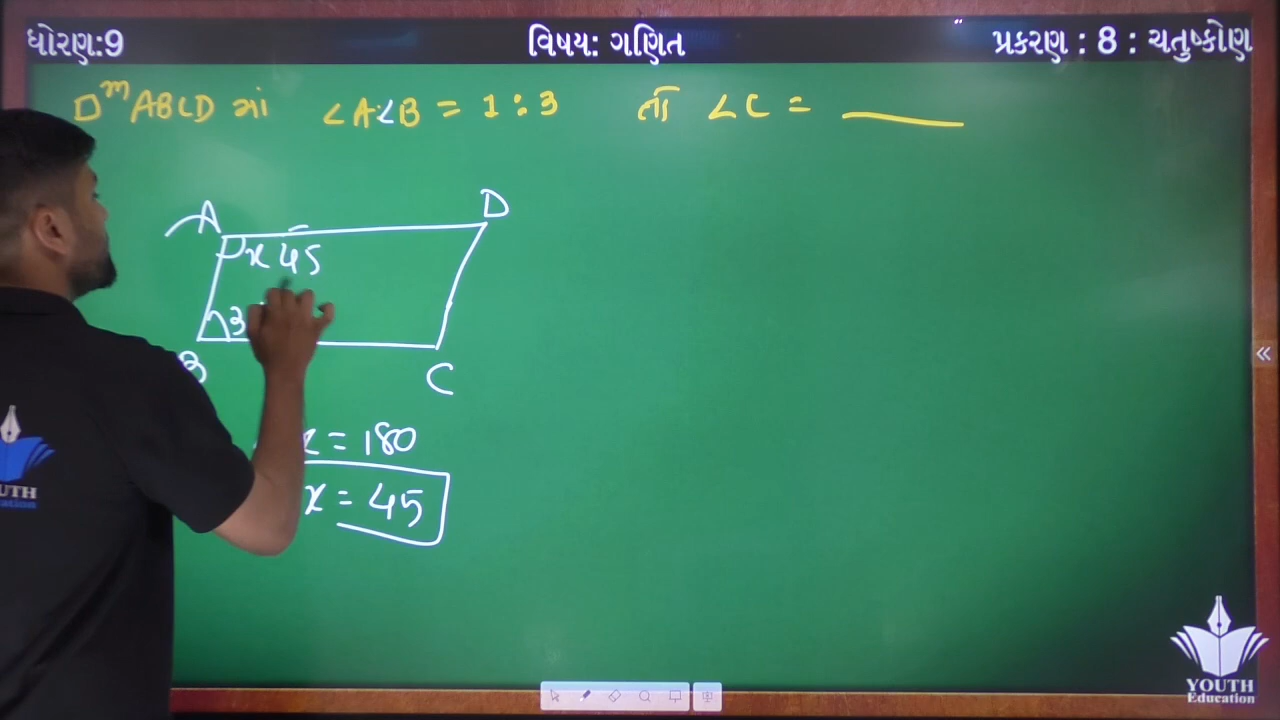 ધોરણ:9 વિષય: ગણિત પ્રકરણ : 8 : ચતુષ્કોણ
□ᵐ ABCD માં ∠A:∠B = 1:3 તો ∠C = ____
A D
x 45
3
B C
x = 180
x = 45
YOUTH
Education